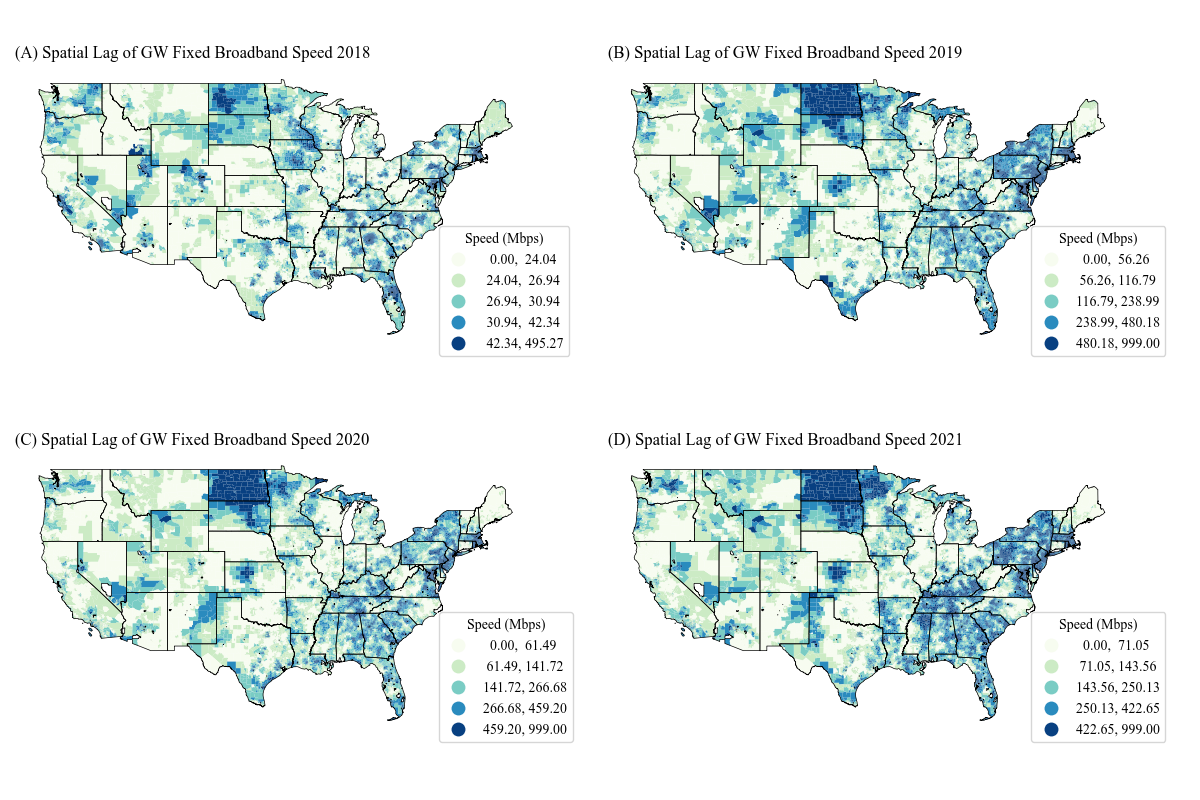 (A) Spatial Lag of GW Fixed Broadband Speed 2018
Speed (Mbps)
0.00, 24.04
24.04, 26.94
26.94, 30.94
30.94, 42.34
42.34, 495.27
(B) Spatial Lag of GW Fixed Broadband Speed 2019
Speed (Mbps)
0.00, 56.26
56.26, 116.79
116.79, 238.99
238.99, 480.18
480.18, 999.00
(C) Spatial Lag of GW Fixed Broadband Speed 2020
Speed (Mbps)
0.00, 61.49
61.49, 141.72
141.72, 266.68
266.68, 459.20
459.20, 999.00
(D) Spatial Lag of GW Fixed Broadband Speed 2021
Speed (Mbps)
0.00, 71.05
71.05, 143.56
143.56, 250.13
250.13, 422.65
422.65, 999.00